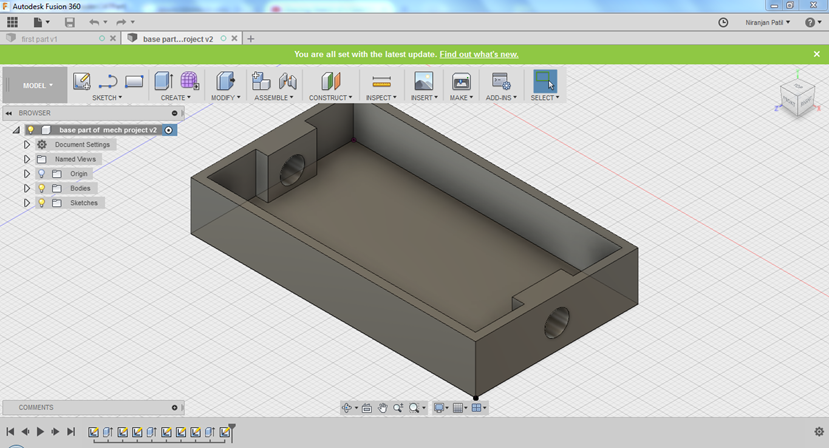 Autodesk Fusion 360
Niranjan Patil
first part v1
base part...roject v2
You are all set with the latest update. Find out what's new.
MODEL
SKETCH
CREATE
MODIFY
ASSEMBLE
CONSTRUCT
INSPECT
INSERT
MAKE
ADD-INS
SELECT
BROWSER
base part of mech project v2
Document Settings
Named Views
Origin
Bodies
Sketches
FRONT
RIGHT
Z
X
COMMENTS